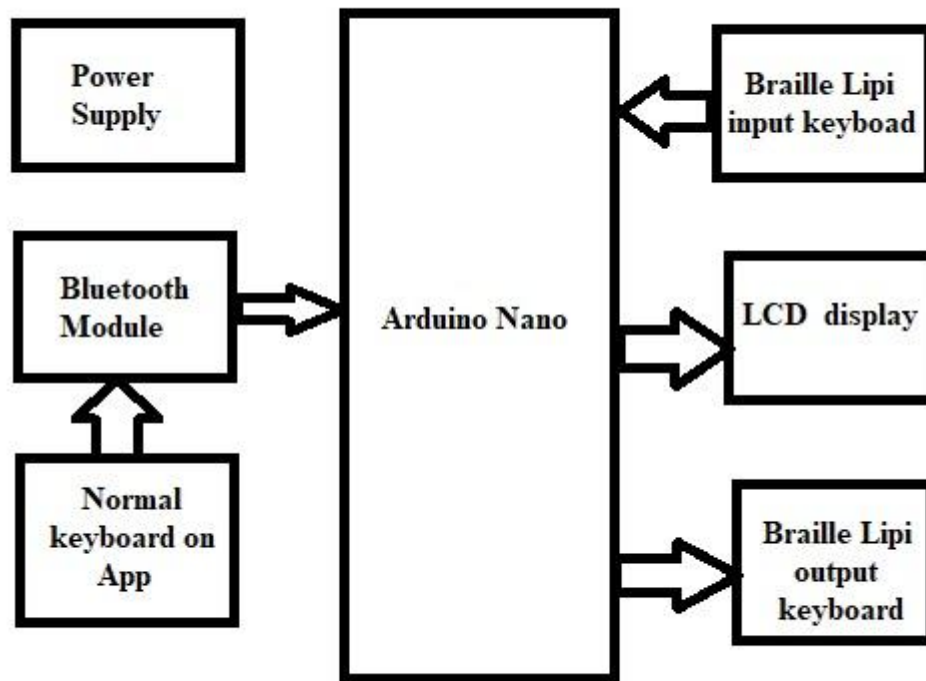 Power
Supply
Bluetooth
Module
Normal
keyboard on
App
Arduino Nano
Braille Lipi
input keyboad
LCD display
Braille Lipi
output
keyboard